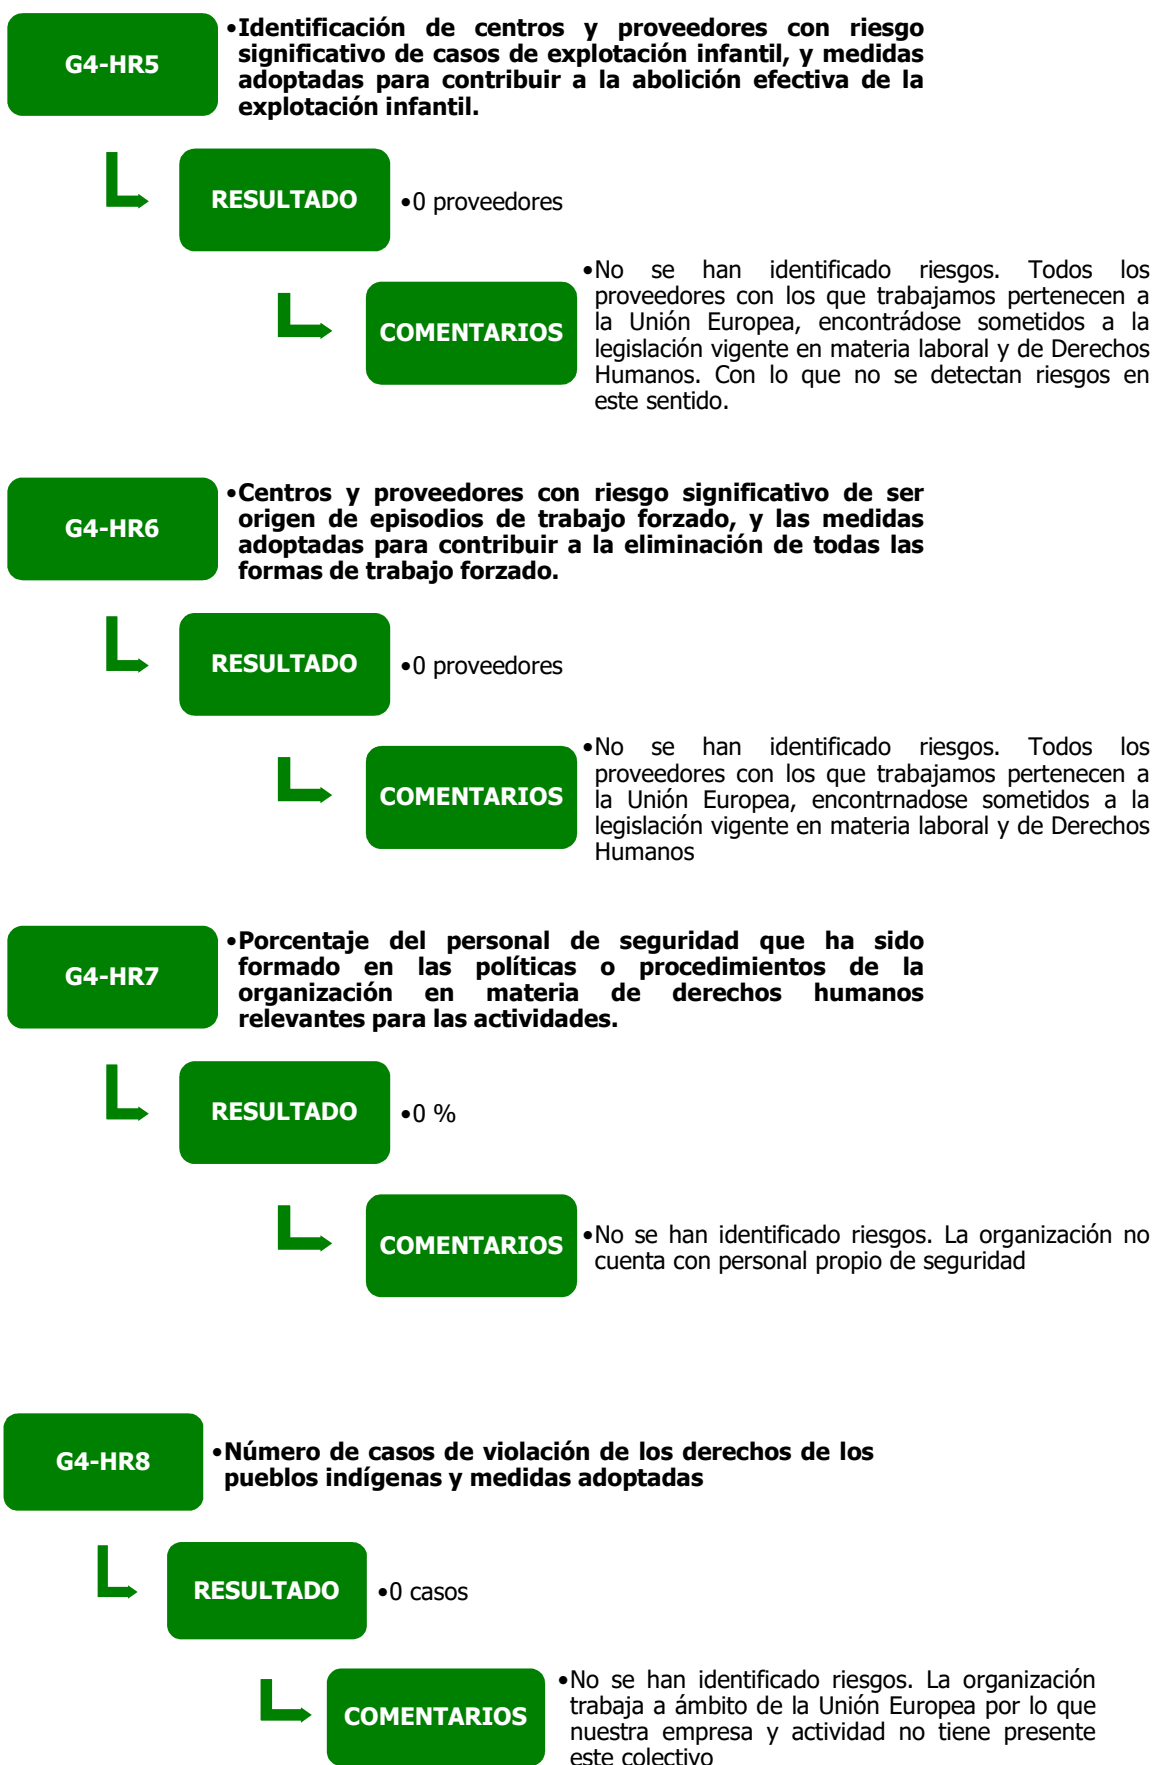 G4-HR5
•Identificación de centros y proveedores con riesgo
significativo de casos de explotación infantil, y medidas
adoptadas para contribuir a la abolición efectiva de la
explotación infantil.
RESULTADO
•0 proveedores
COMENTARIOS
•No se han identificado riesgos. Todos los
proveedores con los que trabajamos pertenecen a
la Unión Europea, encontrádose sometidos a la
legislación vigente en materia laboral y de Derechos
Humanos. Con lo que no se detectan riesgos en
este sentido.
G4-HR6
•Centros y proveedores con riesgo significativo de ser
origen de episodios de trabajo forzado, y las medidas
adoptadas para contribuir a la eliminación de todas las
formas de trabajo forzado.
RESULTADO
•0 proveedores
COMENTARIOS
•No se han identificado riesgos. Todos los
proveedores con los que trabajamos pertenecen a
la Unión Europea, encontrnadose sometidos a la
legislación vigente en materia laboral y de Derechos
Humanos
G4-HR7
•Porcentaje del personal de seguridad que ha sido
formado en las políticas o procedimientos de la
organización en materia de derechos humanos
relevantes para las actividades.
RESULTADO
•0 %
COMENTARIOS
•No se han identificado riesgos. La organización no
cuenta con personal propio de seguridad
G4-HR8
•Número de casos de violación de los derechos de los
pueblos indígenas y medidas adoptadas
RESULTADO
•0 casos
COMENTARIOS
•No se han identificado riesgos. La organización
trabaja a ámbito de la Unión Europea por lo que
nuestra empresa y actividad no tiene presente
este colectivo